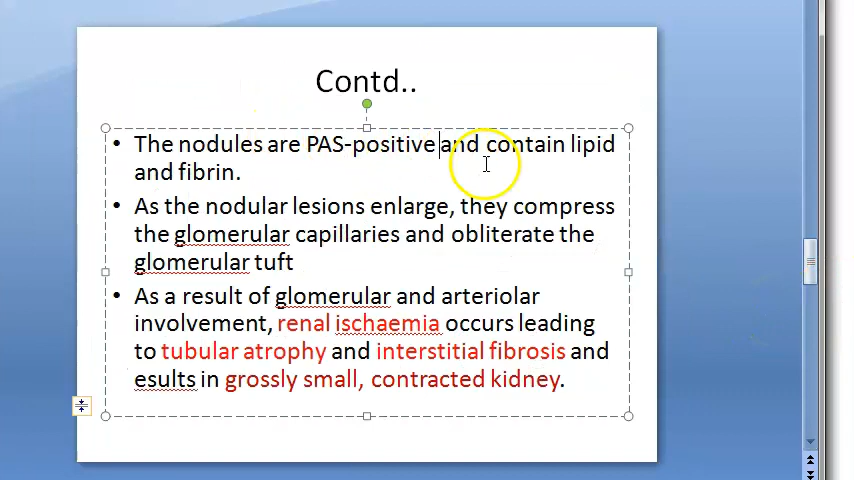 Contd..
• The nodules are PAS-positive and contain lipid
and fibrin.
• As the nodular lesions enlarge, they compress
the glomerular capillaries and obliterate the
glomerular tuft
• As a result of glomerular and arteriolar
involvement, renal ischaemia occurs leading
to tubular atrophy and interstitial fibrosis and
esults in grossly small, contracted kidney.